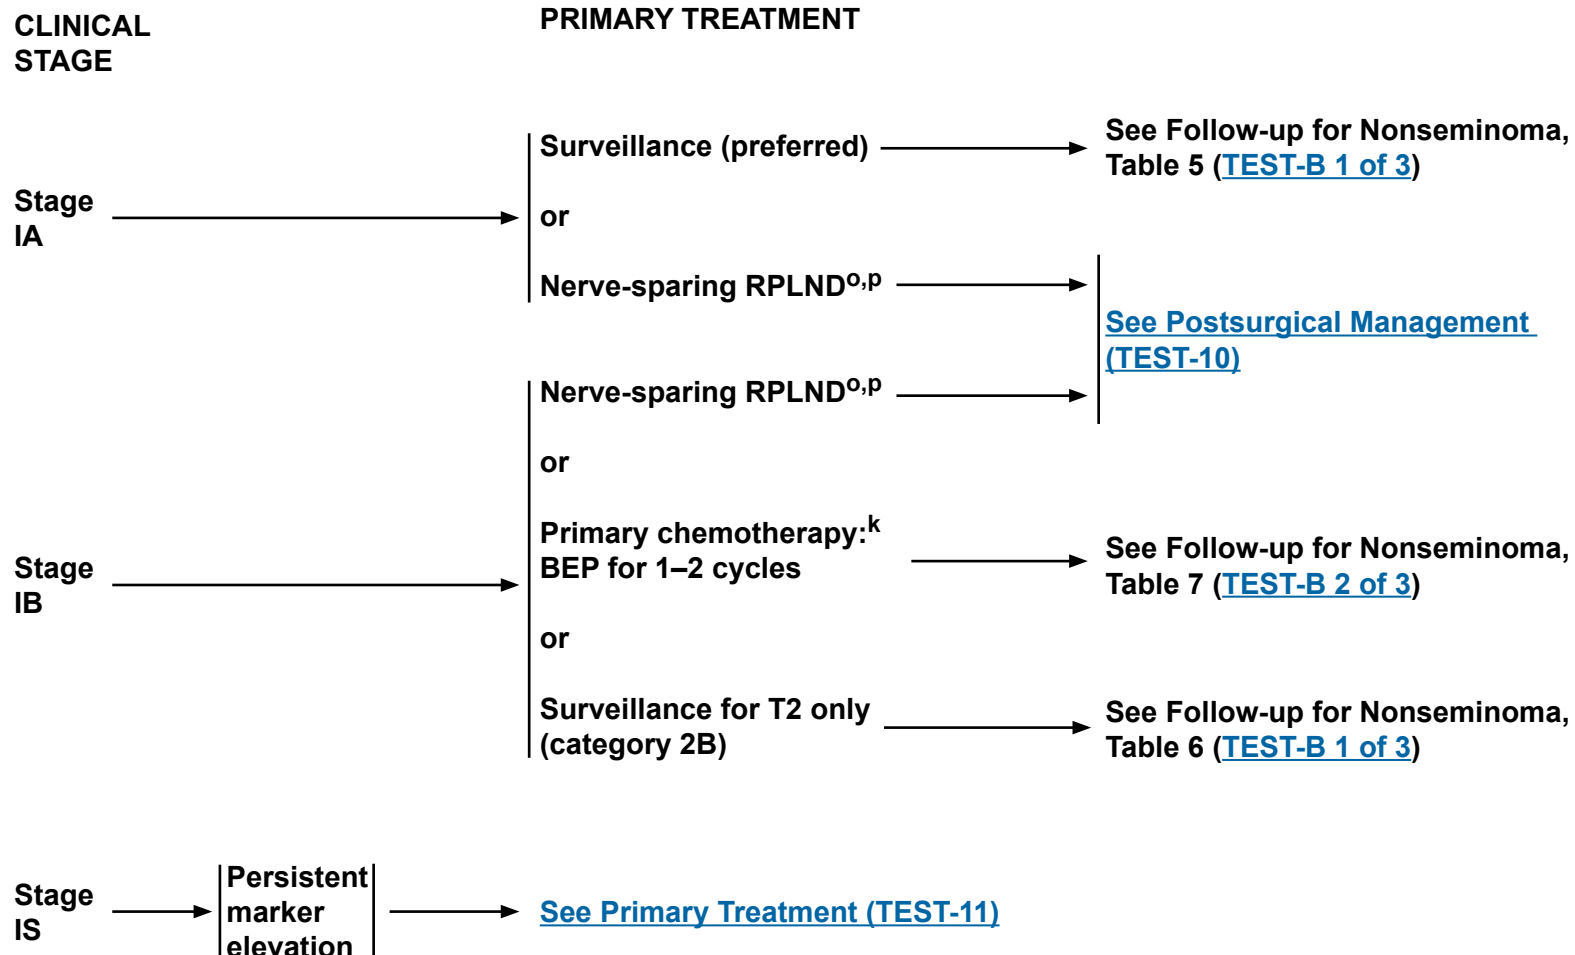 CLINICAL
STAGE
PRIMARY TREATMENT
Stage
IA
Surveillance (preferred)
or
Nerve-sparing RPLNDo,p
See Follow-up for Nonseminoma,
Table 5 (TEST-B 1 of 3)
See Postsurgical Management
(TEST-10)
Stage
IB
Nerve-sparing RPLNDo,p
or
Primary chemotherapy:k
BEP for 1–2 cycles
or
Surveillance for T2 only
(category 2B)
See Follow-up for Nonseminoma,
Table 7 (TEST-B 2 of 3)
See Follow-up for Nonseminoma,
Table 6 (TEST-B 1 of 3)
Stage
IS
Persistent
marker
elevation
See Primary Treatment (TEST-11)